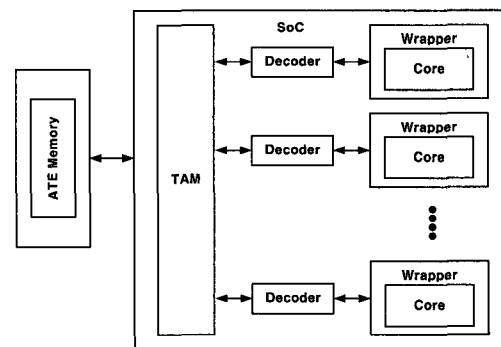 SoC
ATE Memory
TAM
Decoder
Wrapper
Core
Decoder
Wrapper
Core
Decoder
Wrapper
Core